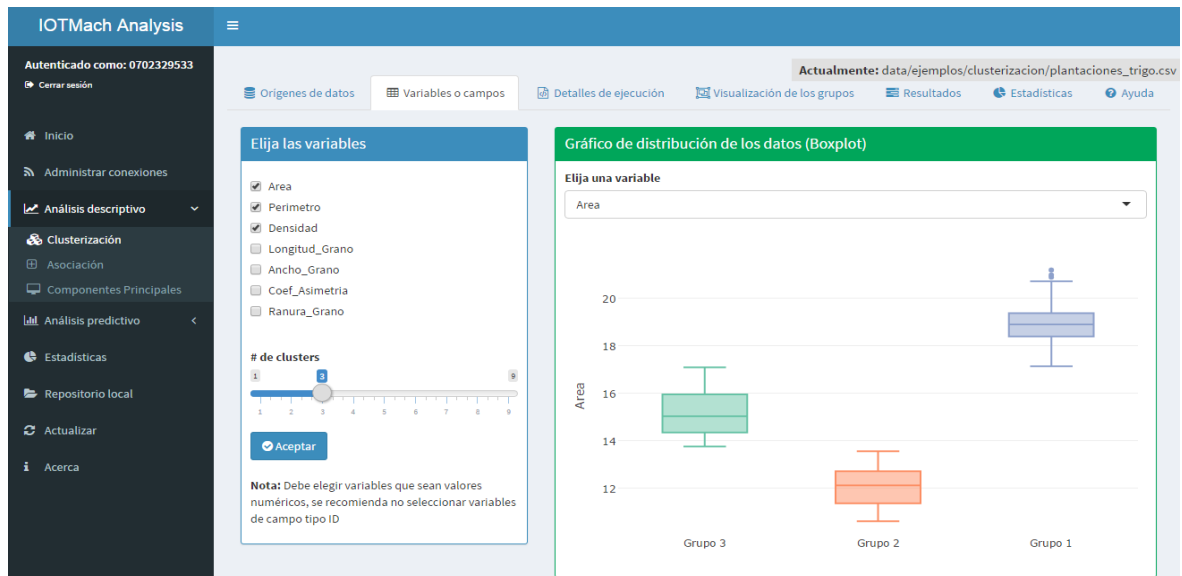 IOTMach Analysis
Autenticado como: 0702329533
Cerrar sesión
Inicio
Administrar conexiones
Análisis descriptivo
Clusterización
Asociación
Componentes Principales
Análisis predictivo
Estadísticas
Repositorio local
Actualizar
Acerca
Actualmente: data/ejemplos/clusterizacion/plantaciones_trigo.csv
Origenes de datos
Variables o campos
Detalles de ejecución
Visualización de los grupos
Resultados
Estadísticas
Ayuda
Elija las variables
Area
Perimetro
Densidad
Longitud_Grano
Ancho_Grano
Coef_Asimetria
Ranura_Grano
# de clusters
1 3 9
1 2 3 4 5 6 7 8 9
Aceptar
Nota: Debe elegir variables que sean valores
numéricos, se recomienda no seleccionar variables
de campo tipo ID
Gráfico de distribución de los datos (Boxplot)
Elija una variable
Area
20
18
16
14
12
Area
Grupo 3 Grupo 2 Grupo 1